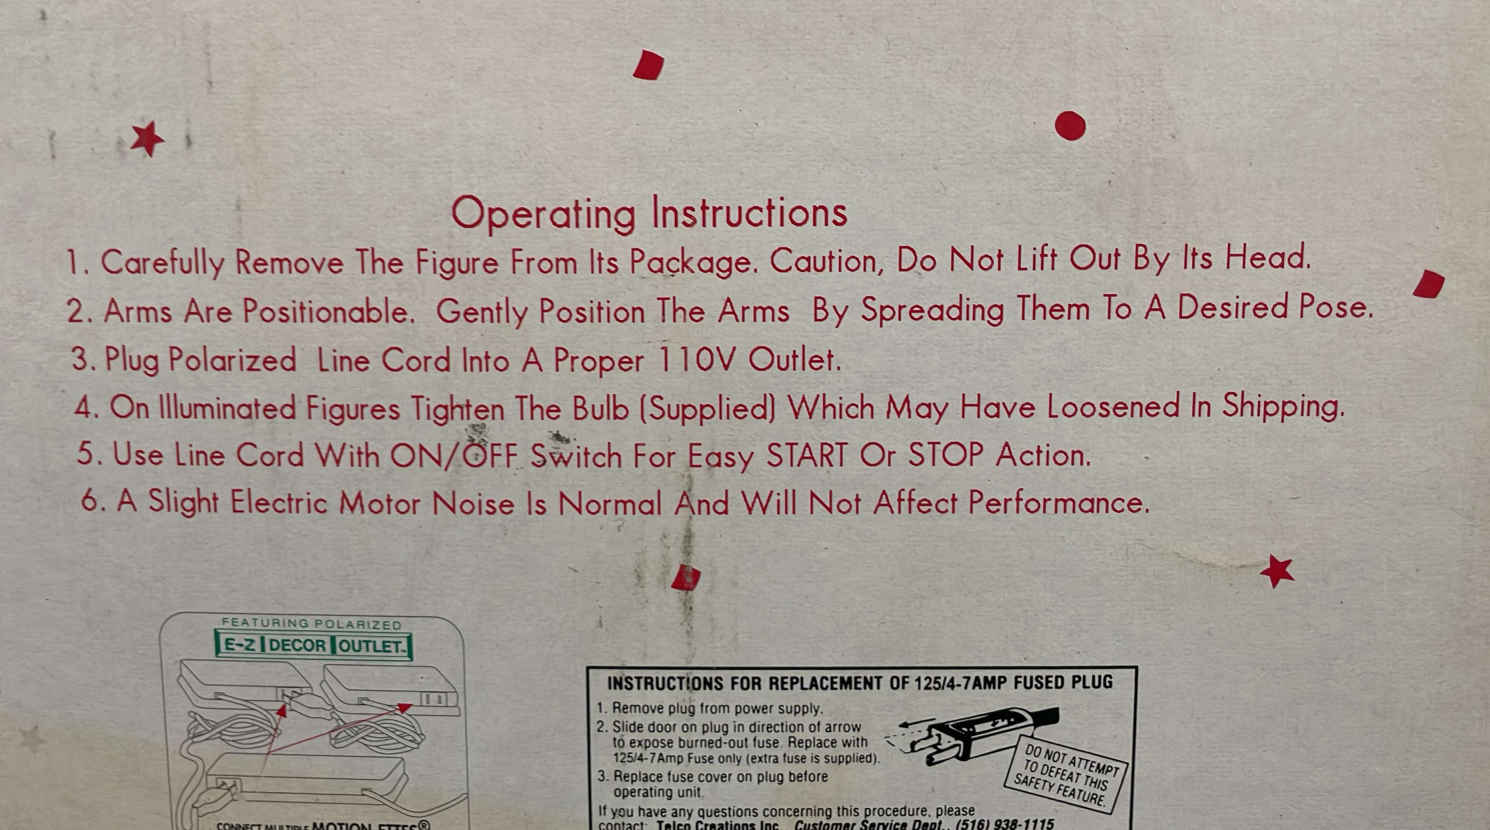 Operating Instructions
1. Carefully Remove The Figure From Its Package. Caution, Do Not Lift Out By Its Head.
2. Arms Are Positionable. Gently Position The Arms By Spreading Them To A Desired Pose.
3. Plug Polarized Line Cord Into A Proper 110V Outlet.
4. On Illuminated Figures Tighten The Bulb (Supplied) Which May Have Loosened In Shipping.
5. Use Line Cord With ON/OFF Switch For Easy START Or STOP Action.
6. A Slight Electric Motor Noise Is Normal And Will Not Affect Performance.
FEATURING POLARIZED
E-Z DECOR OUTLET™
CONNECT MULTIPLE MOTION-ETTES®
INSTRUCTIONS FOR REPLACEMENT OF 125/4-7AMP FUSED PLUG
1. Remove plug from power supply.
2. Slide door on plug in direction of arrow
to expose burned-out fuse. Replace with
125/4-7Amp Fuse only (extra fuse is supplied).
3. Replace fuse cover on plug before
operating unit.
DO NOT ATTEMPT
TO DEFEAT THIS
SAFETY FEATURE.
If you have any questions concerning this procedure, please
contact: Telco Creations Inc. Customer Service Dept., (516) 938-1115